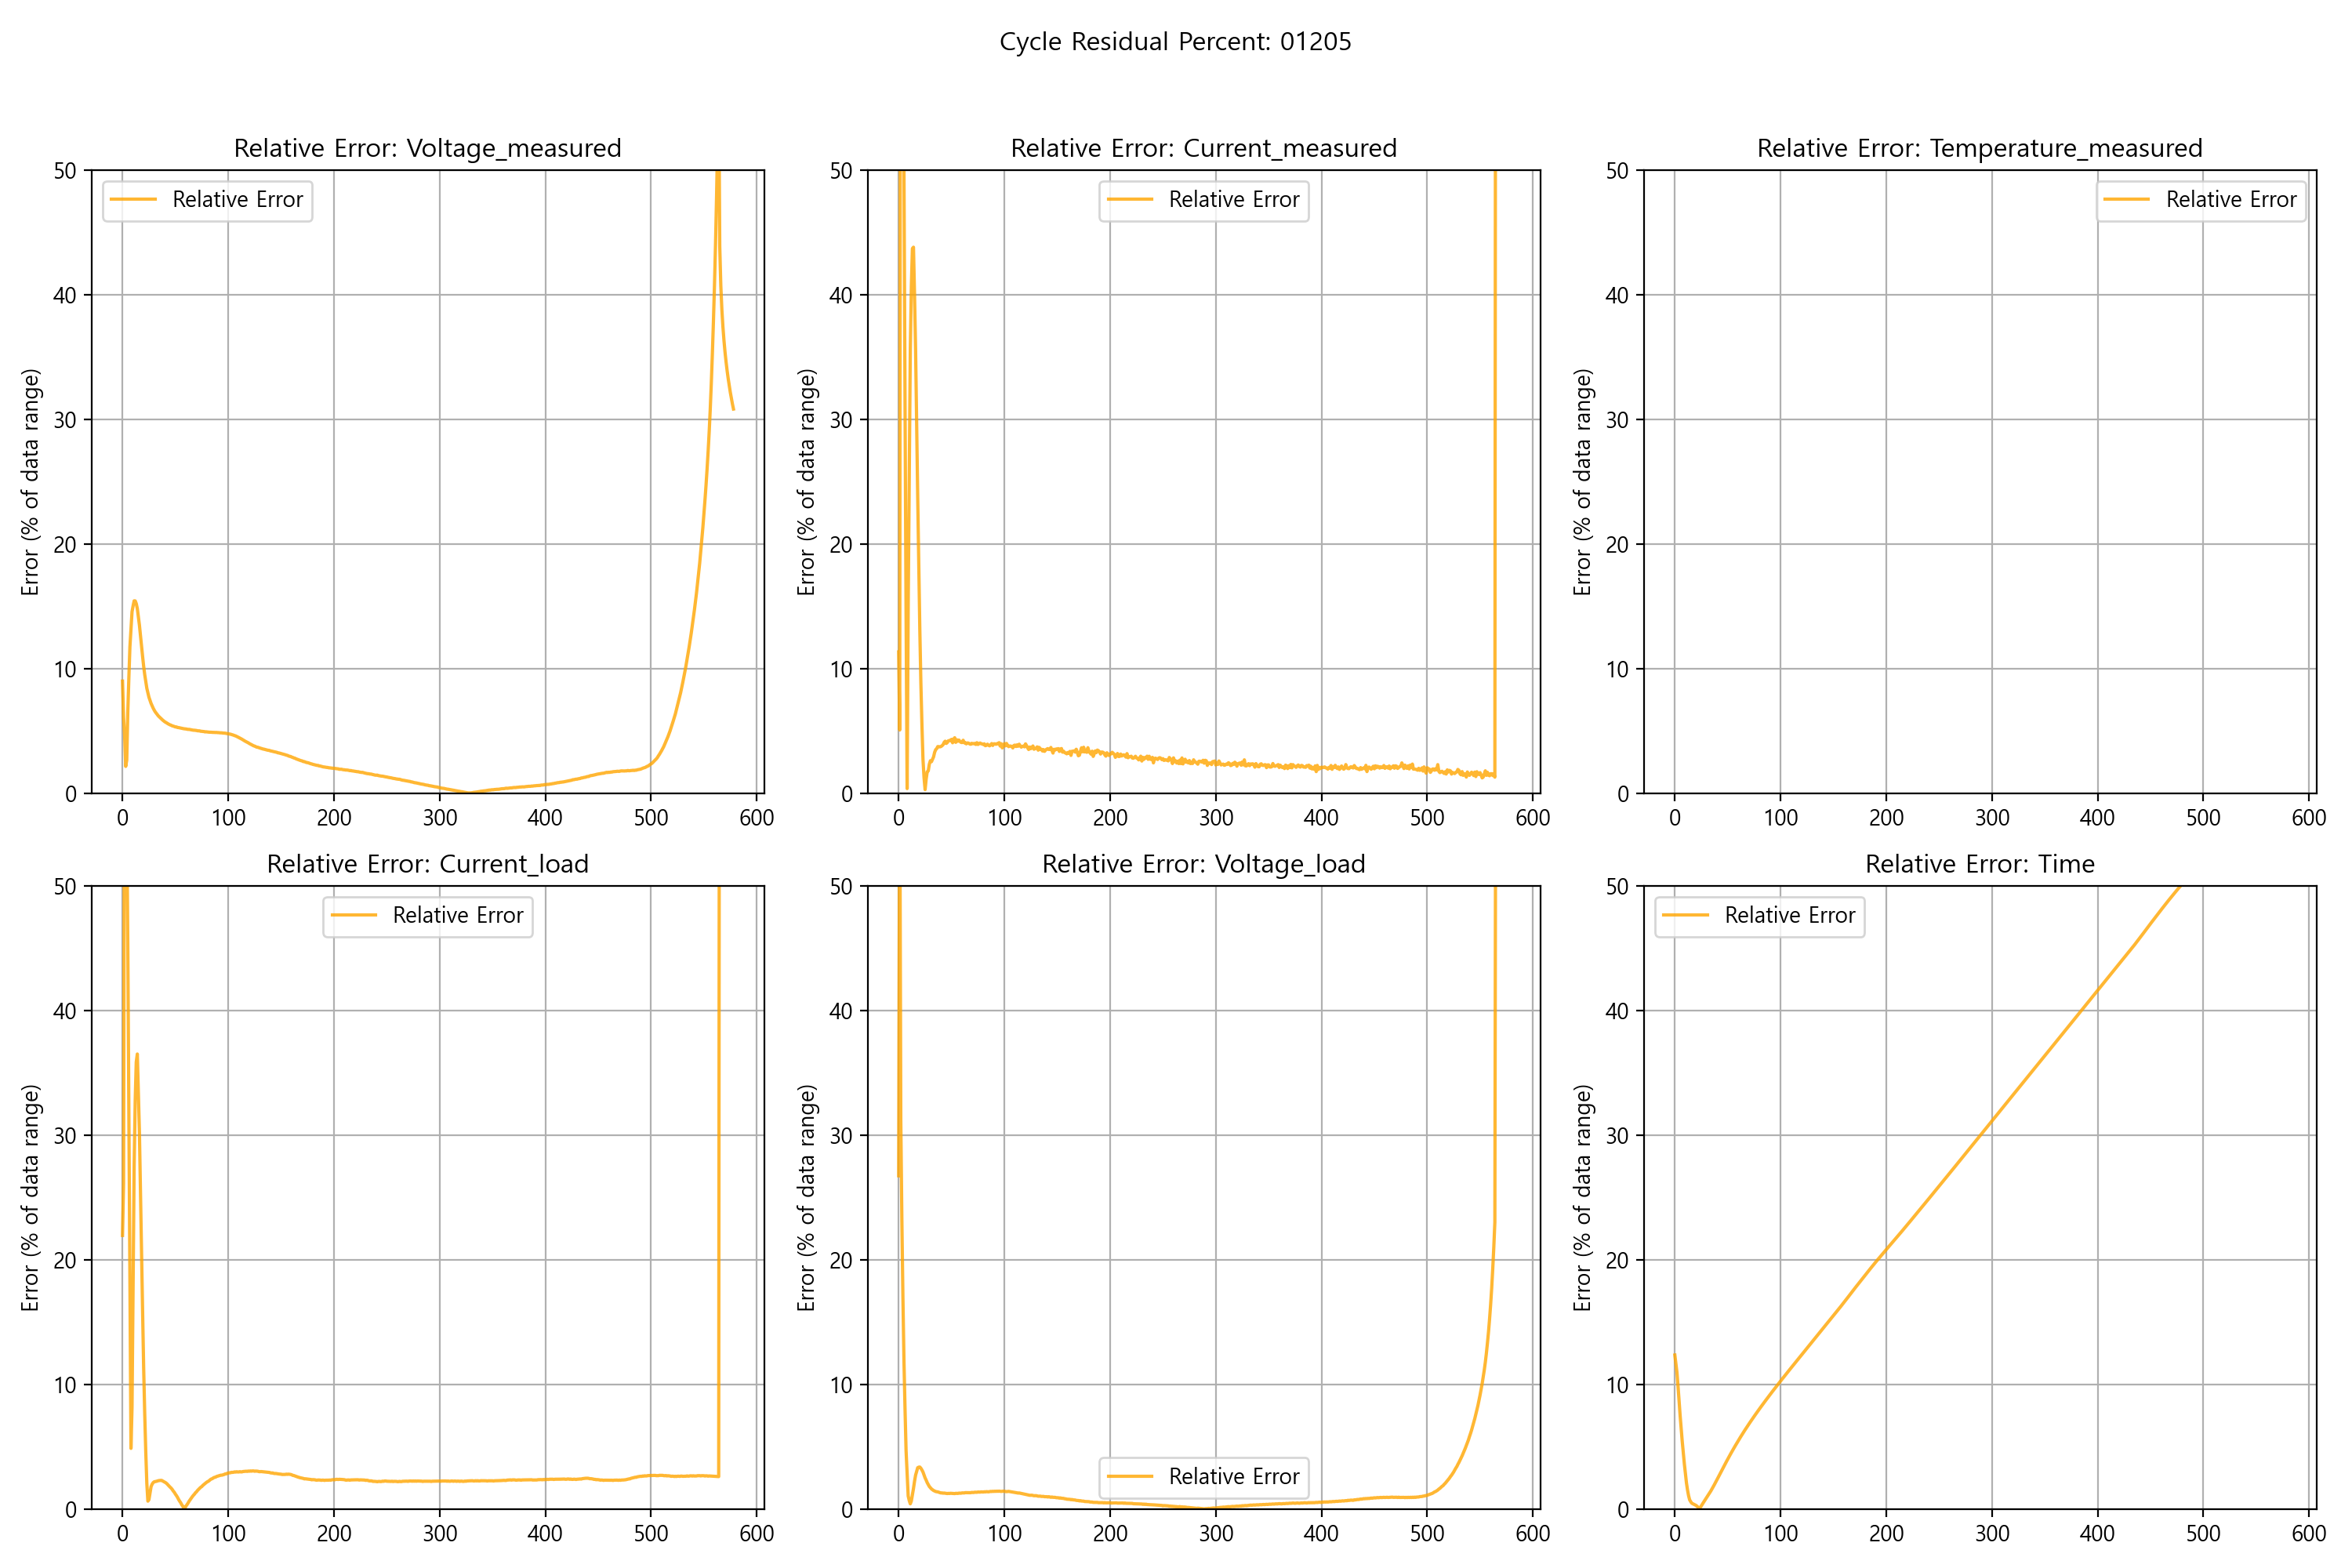 Cycle Residual Percent: 01205
Relative Error: Voltage_measured
Relative Error: Current_measured
Relative Error: Temperature_measured
50
40
30
20
10
0
Error (% of data range)
Relative Error
0 100 200 300 400 500 600
50
40
30
20
10
0
Error (% of data range)
Relative Error
0 100 200 300 400 500 600
50
40
30
20
10
0
Error (% of data range)
Relative Error
0 100 200 300 400 500 600
Relative Error: Current_load
Relative Error: Voltage_load
Relative Error: Time
50
40
30
20
10
0
Error (% of data range)
Relative Error
0 100 200 300 400 500 600
50
40
30
20
10
0
Error (% of data range)
Relative Error
0 100 200 300 400 500 600
50
40
30
20
10
0
Error (% of data range)
Relative Error
0 100 200 300 400 500 600